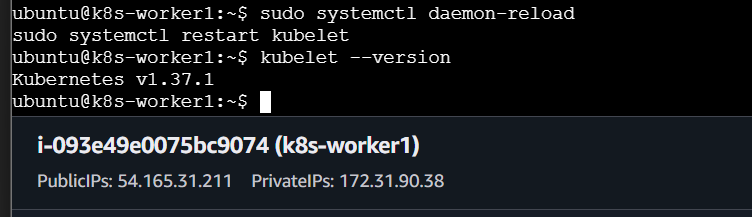 ubuntu@k8s-worker1:~$ sudo systemctl daemon-reload
sudo systemctl restart kubelet
ubuntu@k8s-worker1:~$ kubelet --version
Kubernetes v1.37.1
ubuntu@k8s-worker1:~$
i-093e49e0075bc9074 (k8s-worker1)
PublicIPs: 54.165.31.211 PrivateIPs: 172.31.90.38